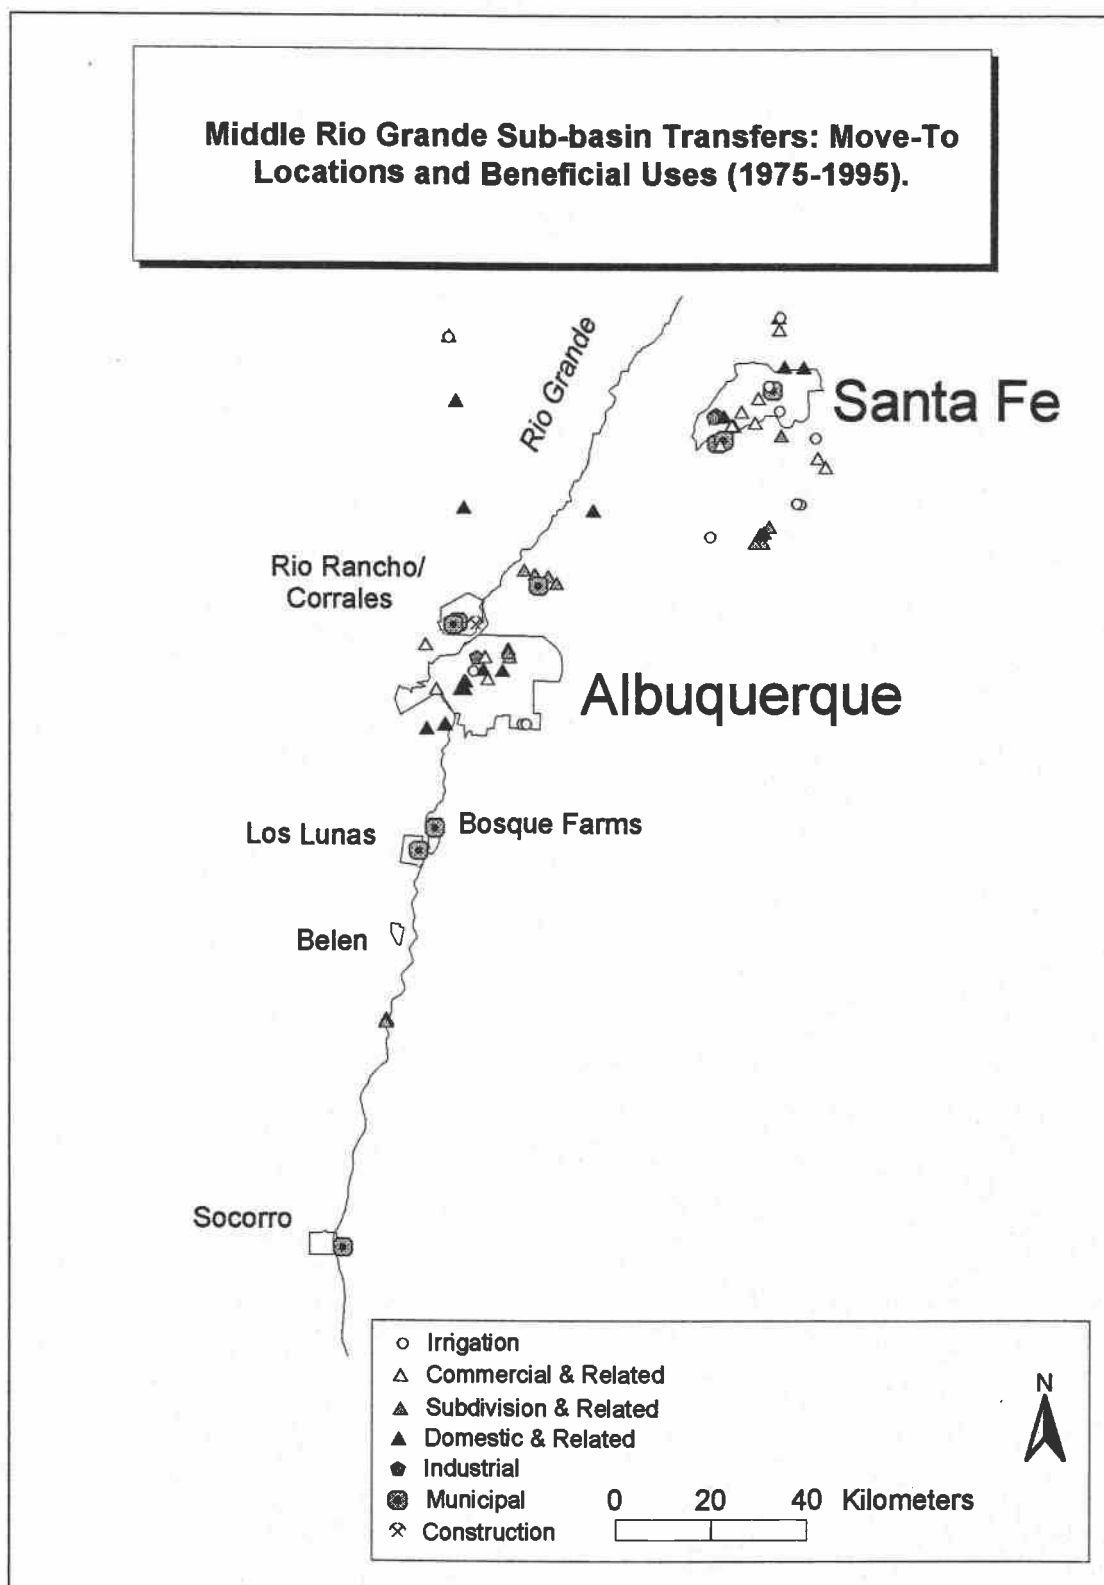 Middle Rio Grande Sub-basin Transfers: Move-To
Locations and Beneficial Uses (1975-1995).
Rio Grande
Santa Fe
Rio Rancho/
Corrales
Albuquerque
Los Lunas
Bosque Farms
Belen
Socorro
Irrigation
Commercial & Related
Subdivision & Related
Domestic & Related
Industrial
Municipal
Construction
0 20 40 Kilometers
N